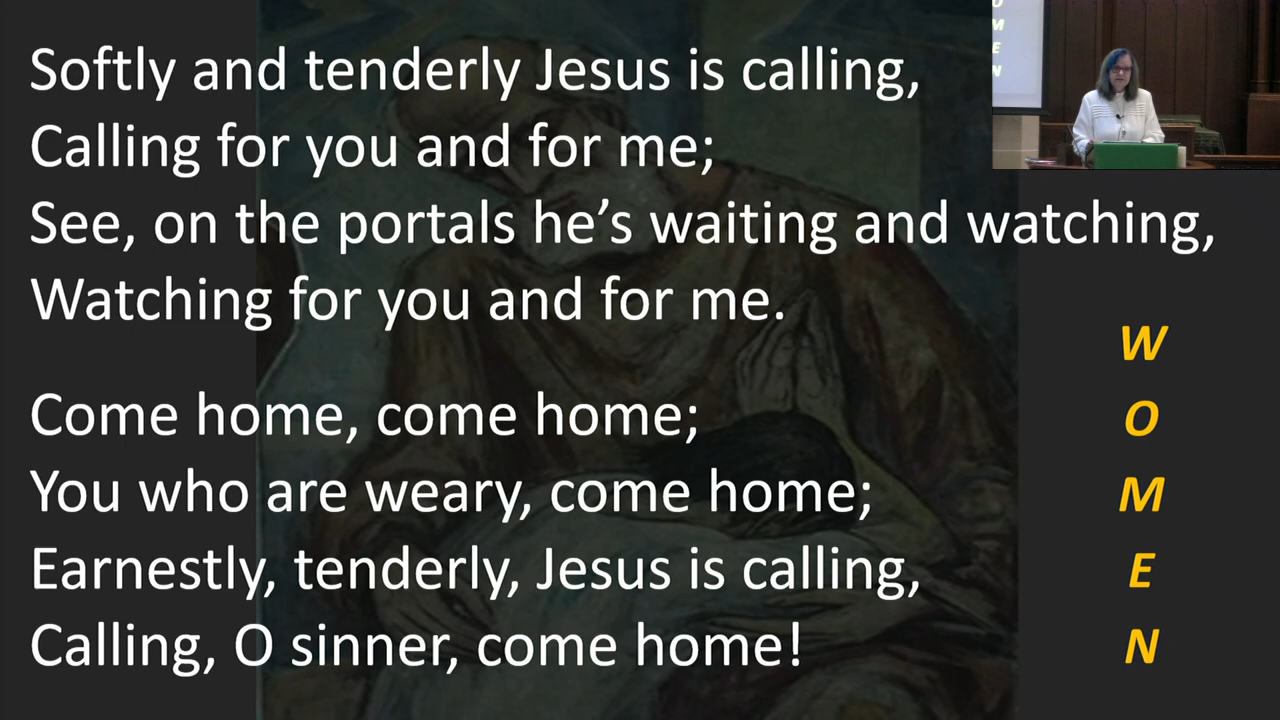 Softly and tenderly Jesus is calling,
Calling for you and for me;
See, on the portals he’s waiting and watching,
Watching for you and for me.
Come home, come home;
You who are weary, come home;
Earnestly, tenderly, Jesus is calling,
Calling, O sinner, come home!
W
O
M
E
N
O
M
E
N